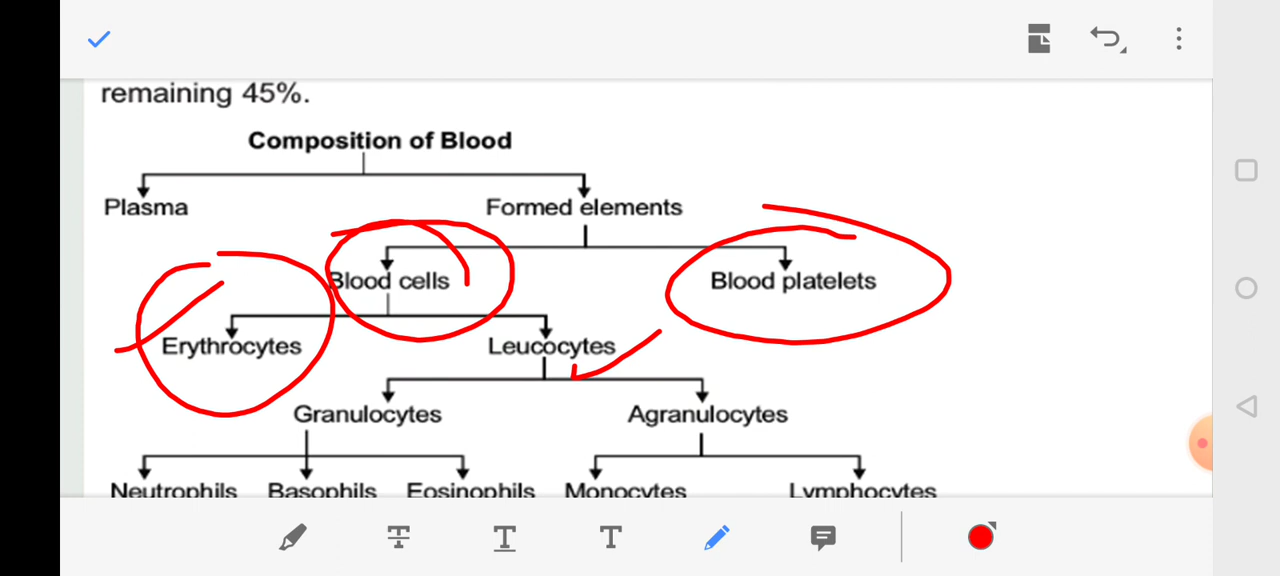 remaining 45%.
Composition of Blood
Plasma Formed elements
Blood cells Blood platelets
Erythrocytes Leucocytes
Granulocytes Agranulocytes
Neutrophils Basophils Eosinophils Monocytes Lymphocytes